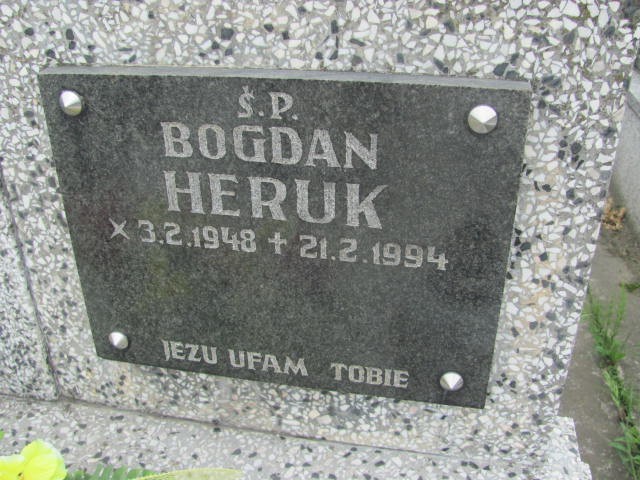 Ś.P.
BOGDAN
HERUK
× 3.2.1948 + 21.2.1994
JEZU UFAM TOBIE